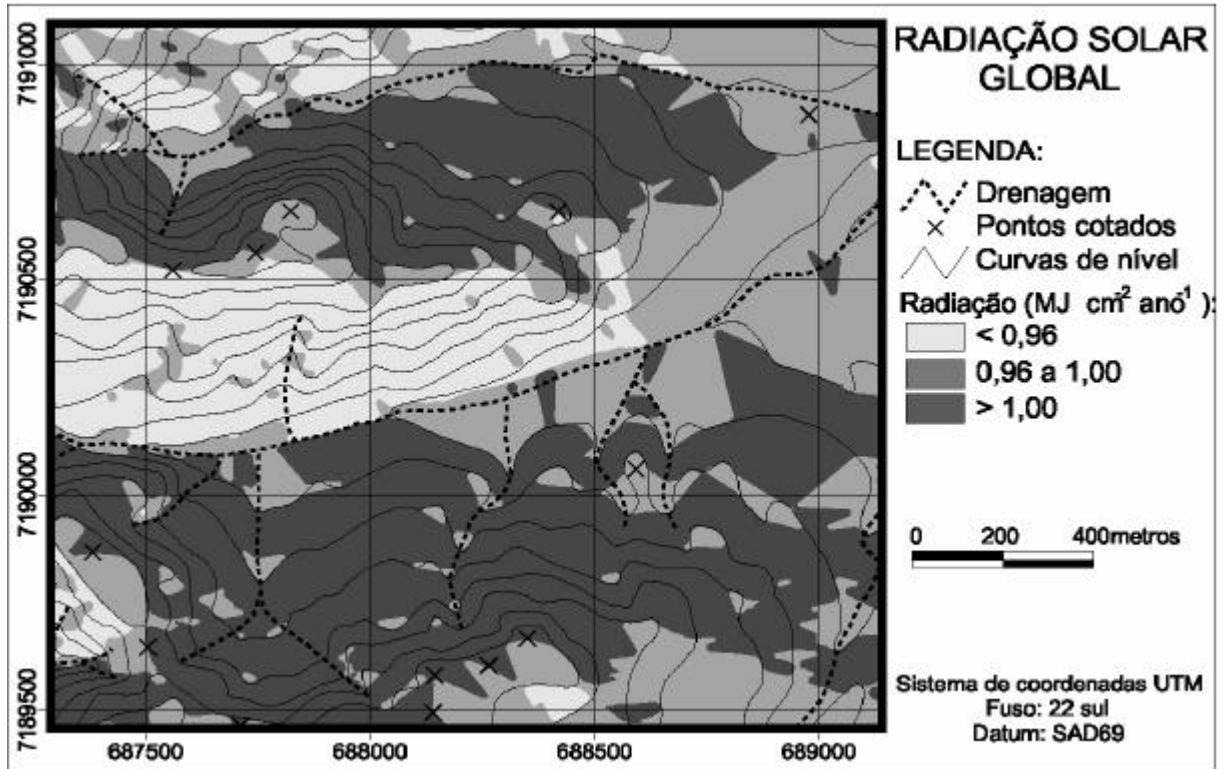 RADIAÇÃO SOLAR
GLOBAL
LEGENDA:
Drenagem
Pontos cotados
Curvas de nível
Radiação (MJ cm² ano⁻¹):
< 0,96
0,96 a 1,00
> 1,00
0 200 400metros
Sistema de coordenadas UTM
Fuso: 22 sul
Datum: SAD69
7191000
7190500
7190000
7189500
687500 688000 688500 689000